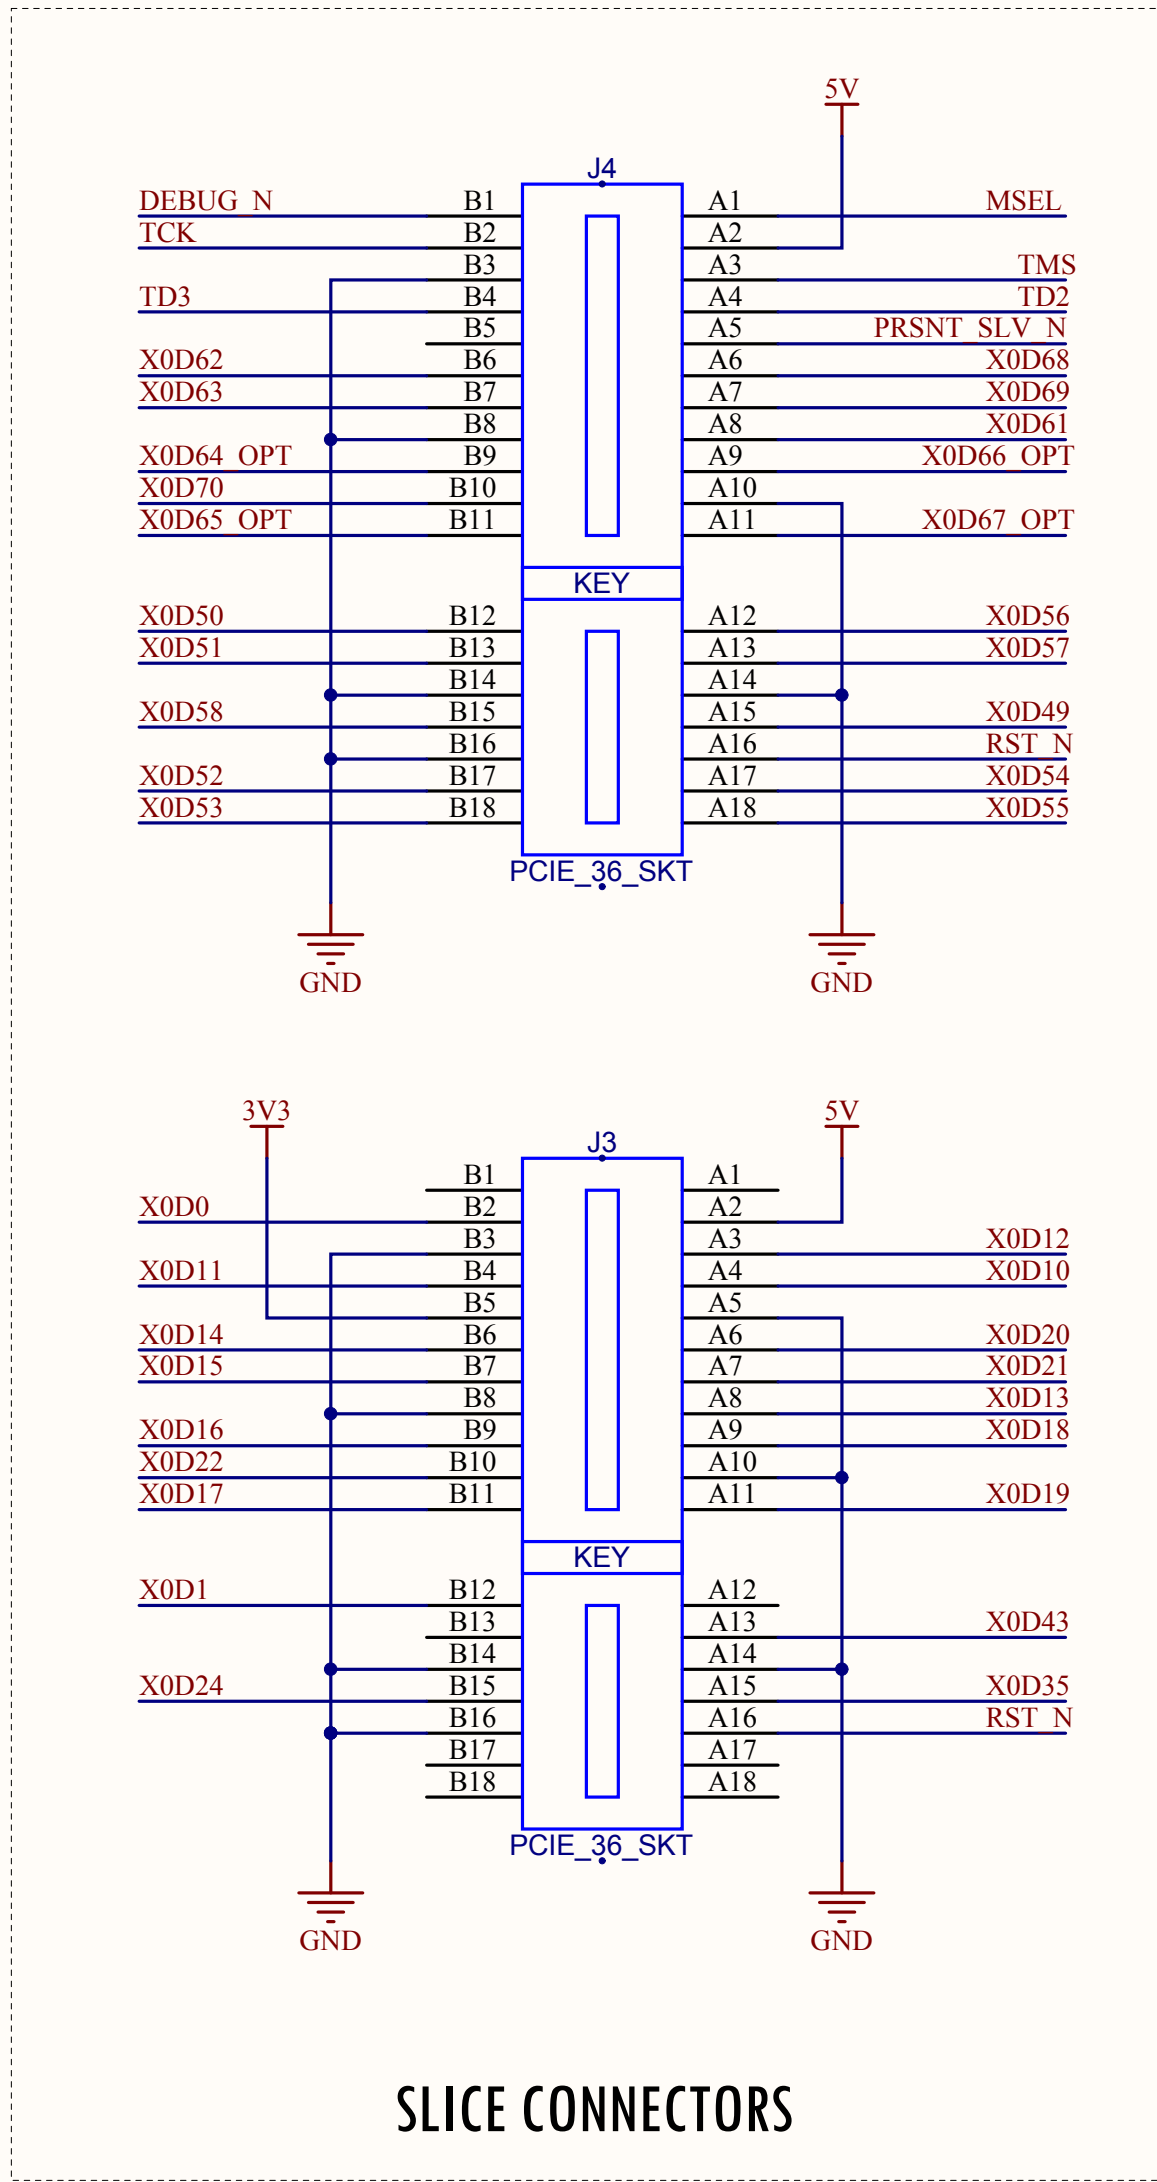 5V
J4
DEBUG_N B1 A1 MSEL
TCK B2 A2
B3 A3 TMS
TD3 B4 A4 TD2
B5 A5 PRSNT_SLV_N
X0D62 B6 A6 X0D68
X0D63 B7 A7 X0D69
B8 A8 X0D61
X0D64_OPT B9 A9 X0D66_OPT
X0D70 B10 A10
X0D65_OPT B11 A11 X0D67_OPT
KEY
X0D50 B12 A12 X0D56
X0D51 B13 A13 X0D57
B14 A14
X0D58 B15 A15 X0D49
B16 A16 RST_N
X0D52 B17 A17 X0D54
X0D53 B18 A18 X0D55
PCIE_36_SKT
GND GND
3V3 5V
J3
B1 A1
X0D0 B2 A2
B3 A3 X0D12
X0D11 B4 A4 X0D10
B5 A5
X0D14 B6 A6 X0D20
X0D15 B7 A7 X0D21
B8 A8 X0D13
X0D16 B9 A9 X0D18
X0D22 B10 A10
X0D17 B11 A11 X0D19
KEY
X0D1 B12 A12
B13 A13 X0D43
B14 A14
X0D24 B15 A15 X0D35
B16 A16 RST_N
B17 A17
B18 A18
PCIE_36_SKT
GND GND
SLICE CONNECTORS